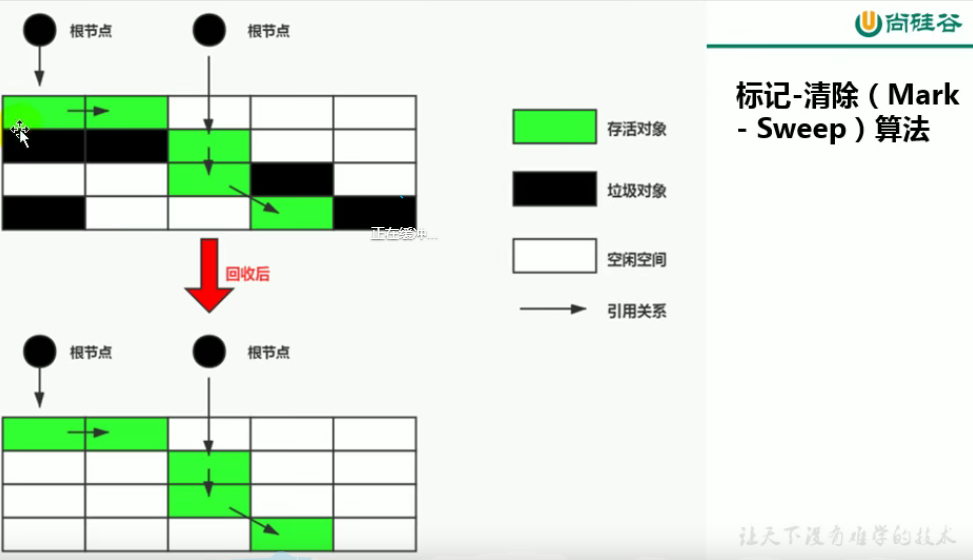 根节点
根节点
尚硅谷
标记-清除（Mark
- Sweep）算法
存活对象
垃圾对象
正在缓冲...
空闲空间
回收后
引用关系
根节点
根节点
让天下没有难学的技术